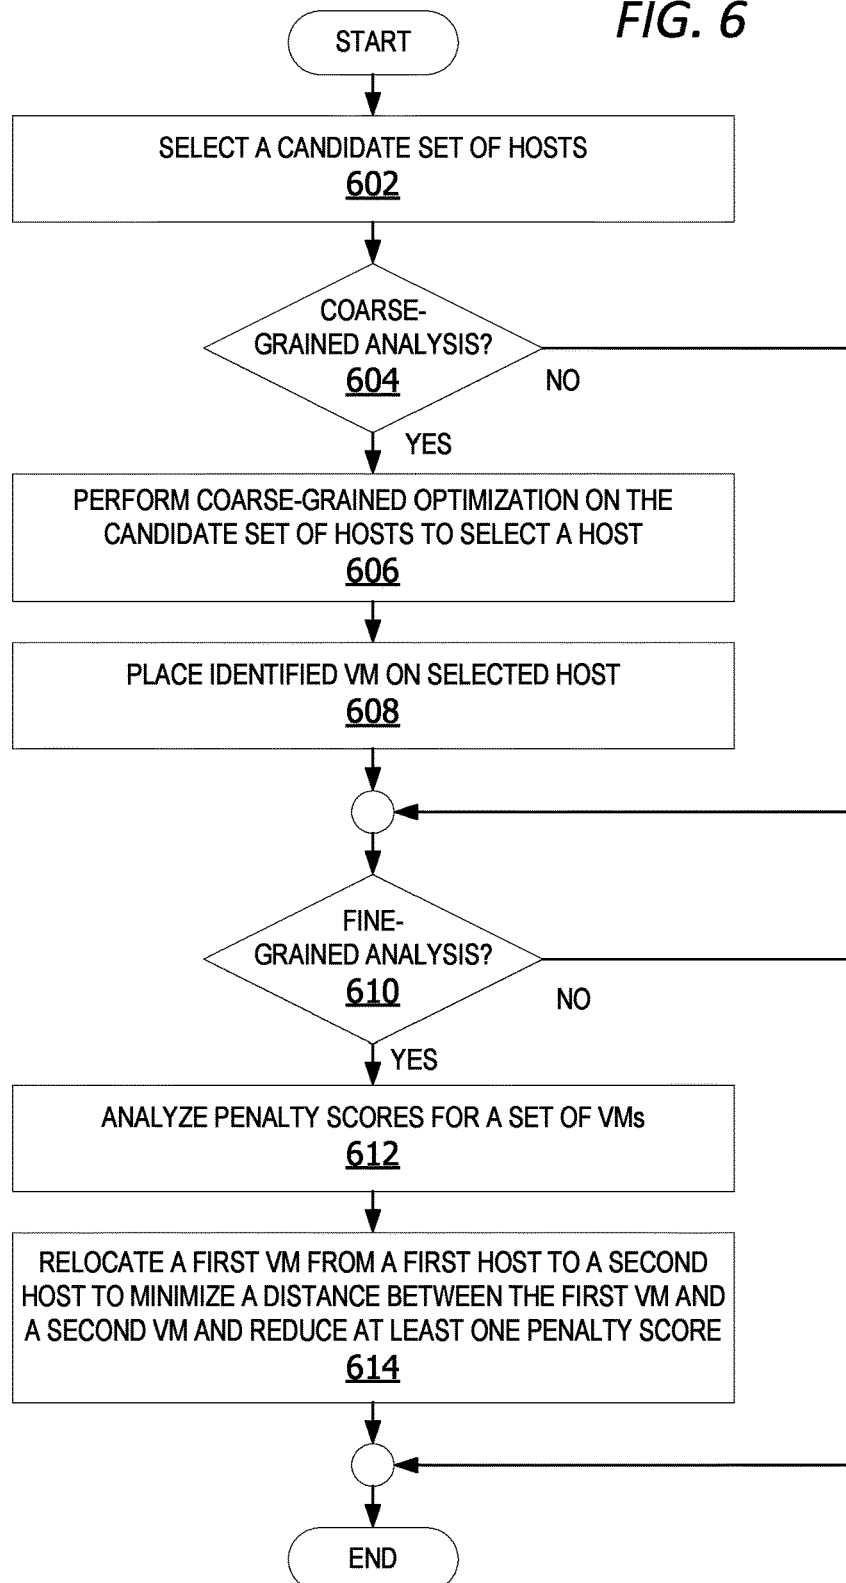 FIG. 6
START
SELECT A CANDIDATE SET OF HOSTS
602
COARSE-
GRAINED ANALYSIS?
604
NO
YES
PERFORM COARSE-GRAINED OPTIMIZATION ON THE
CANDIDATE SET OF HOSTS TO SELECT A HOST
606
PLACE IDENTIFIED VM ON SELECTED HOST
608
FINE-
GRAINED ANALYSIS?
610
NO
YES
ANALYZE PENALTY SCORES FOR A SET OF VMs
612
RELOCATE A FIRST VM FROM A FIRST HOST TO A SECOND
HOST TO MINIMIZE A DISTANCE BETWEEN THE FIRST VM AND
A SECOND VM AND REDUCE AT LEAST ONE PENALTY SCORE
614
END